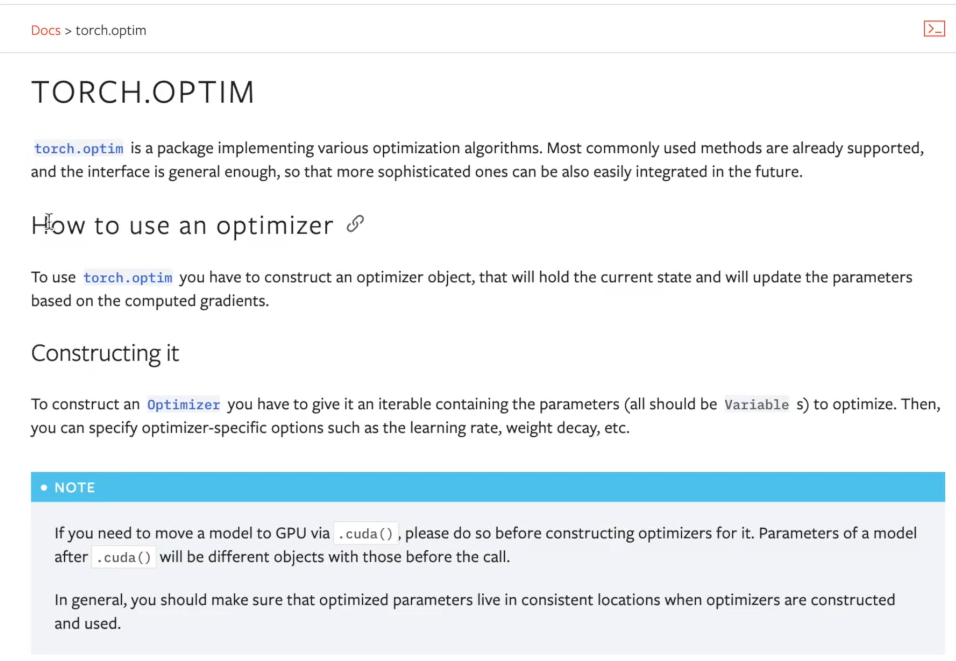 Docs > torch.optim
TORCH.OPTIM
torch.optim is a package implementing various optimization algorithms. Most commonly used methods are already supported,
and the interface is general enough, so that more sophisticated ones can be also easily integrated in the future.
How to use an optimizer
To use torch.optim you have to construct an optimizer object, that will hold the current state and will update the parameters
based on the computed gradients.
Constructing it
To construct an Optimizer you have to give it an iterable containing the parameters (all should be Variable s) to optimize. Then,
you can specify optimizer-specific options such as the learning rate, weight decay, etc.
• NOTE
If you need to move a model to GPU via .cuda(), please do so before constructing optimizers for it. Parameters of a model
after .cuda() will be different objects with those before the call.
In general, you should make sure that optimized parameters live in consistent locations when optimizers are constructed
and used.